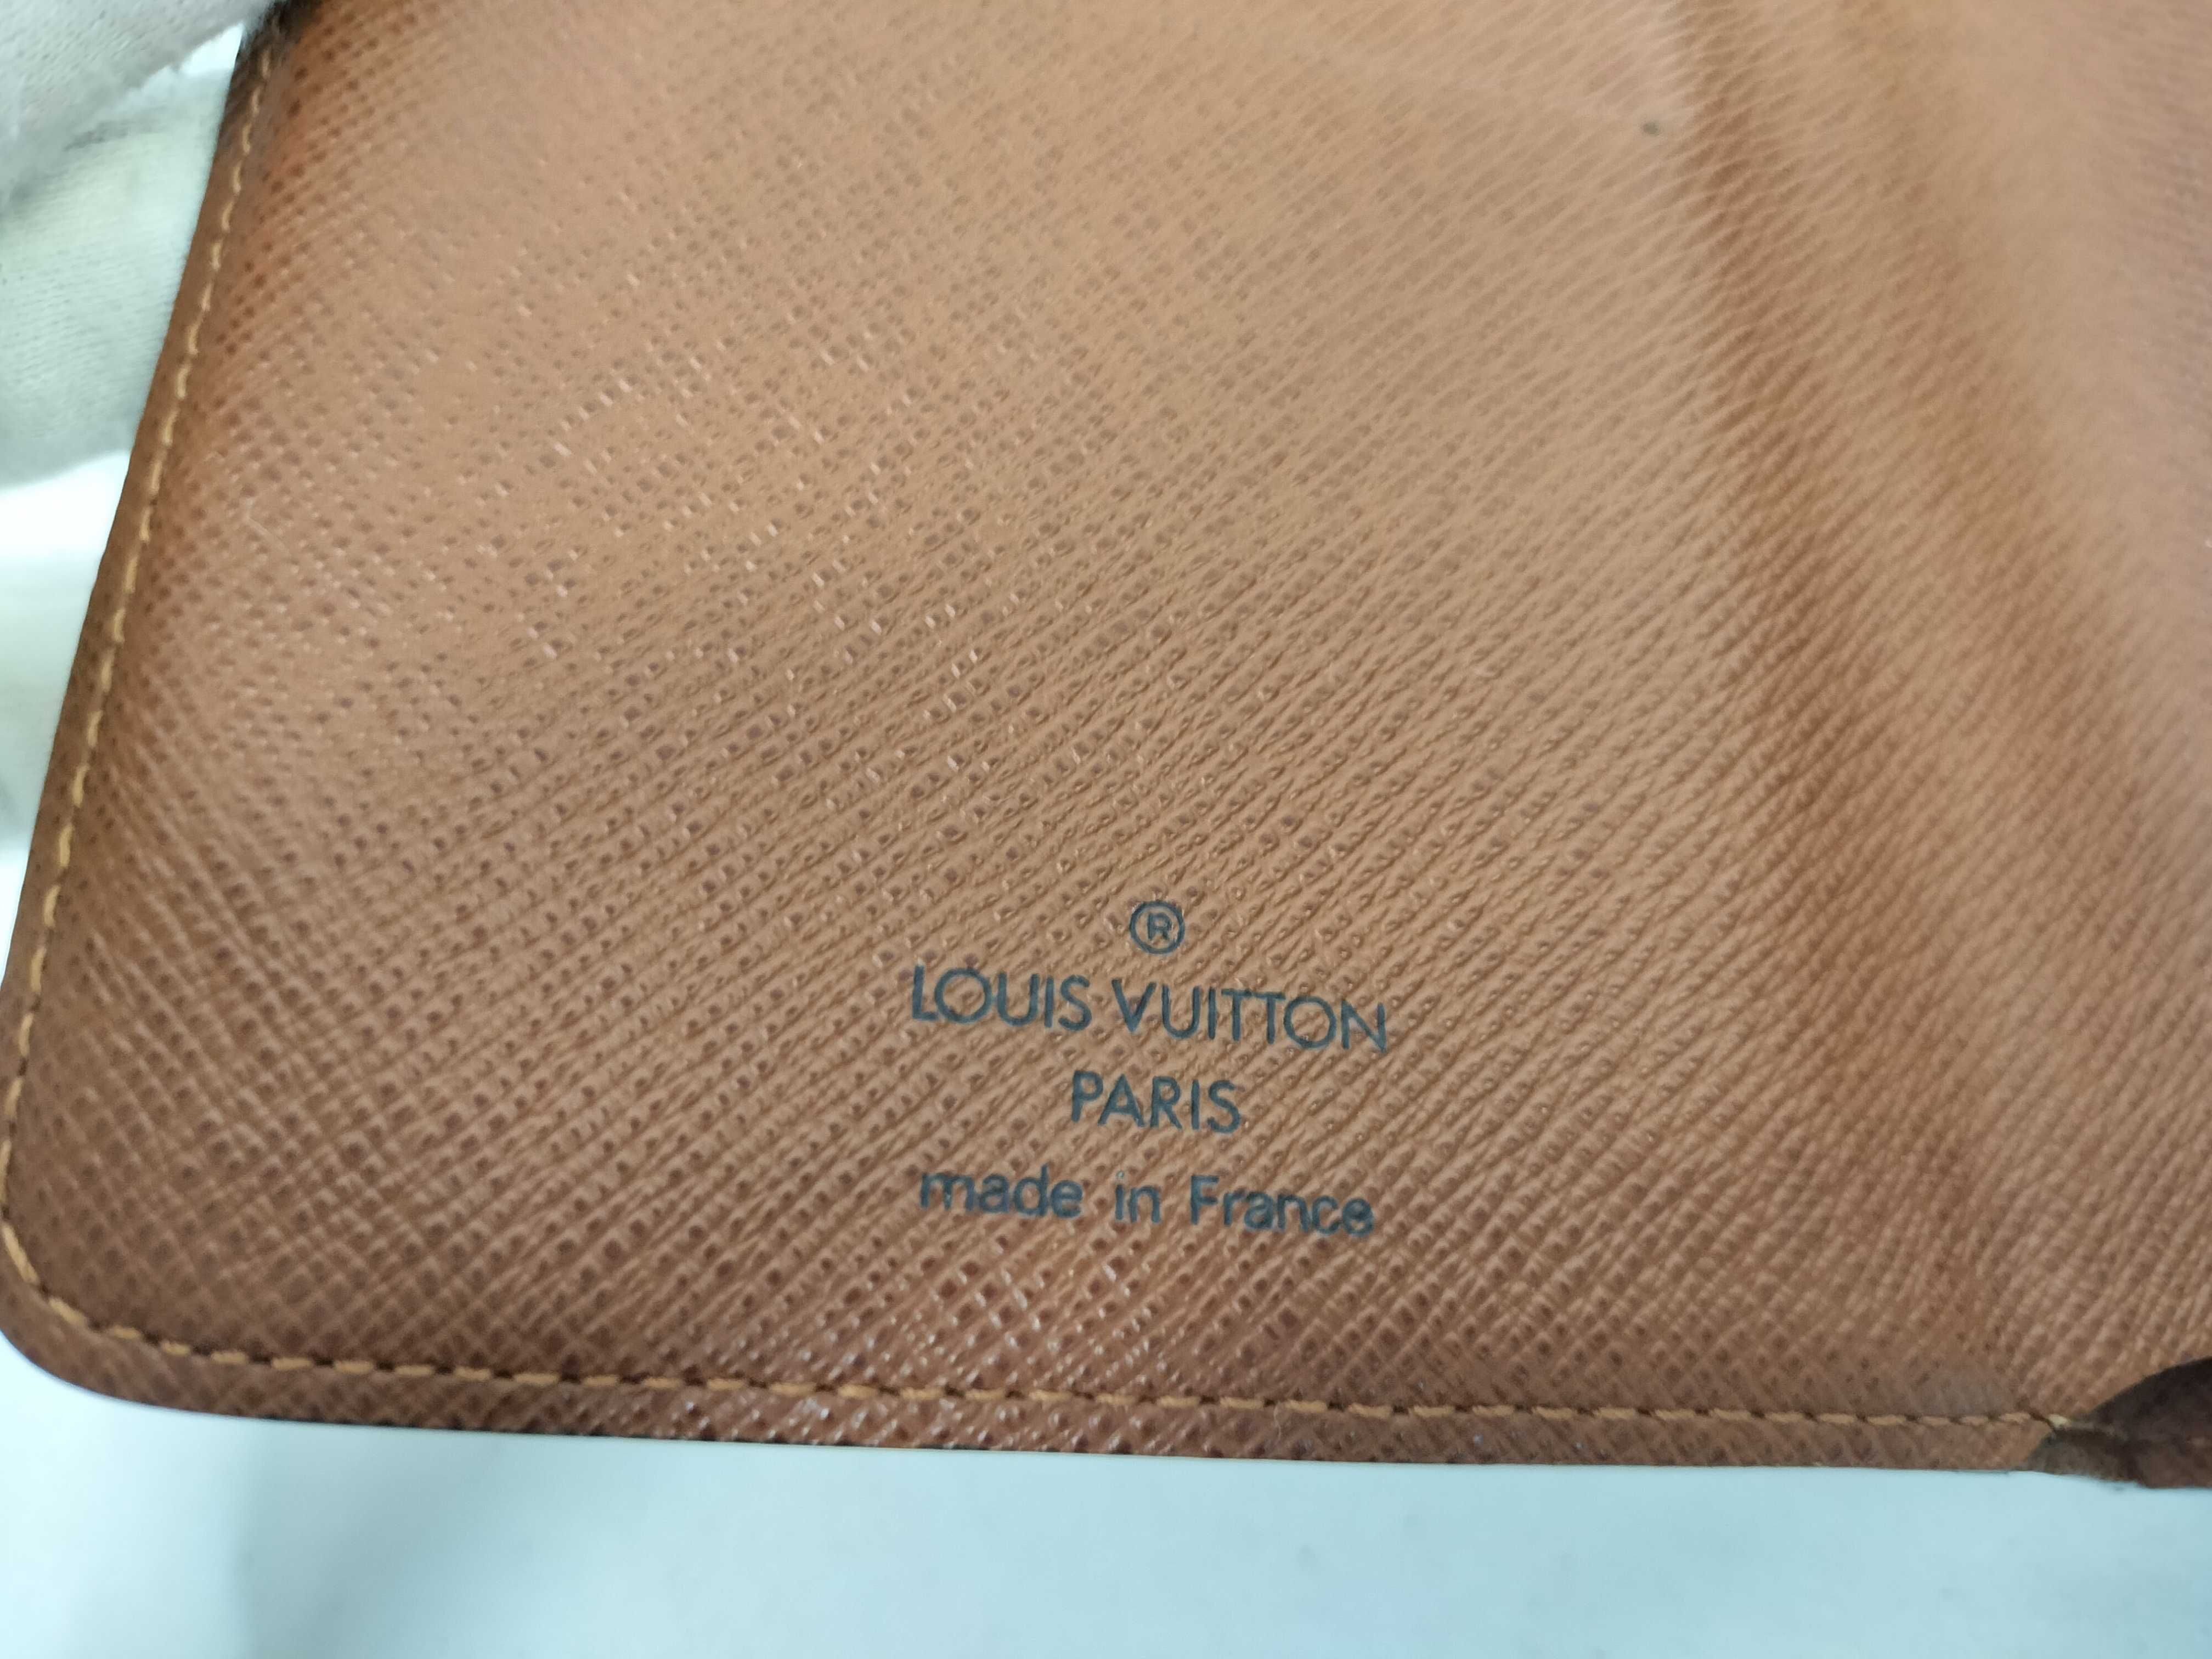 ®
LOUIS VUITTON
PARIS
made in France